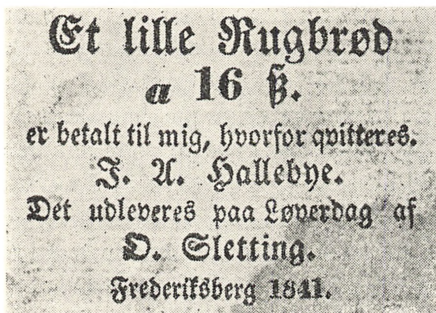 Et lille Rugbrød
a 16 ß.
er betalt til mig, hvorfor qvitteres.
J. A. Hallebye.
Det udleveres paa Løverdag af
O. Sletting.
Frederiksberg 1841.